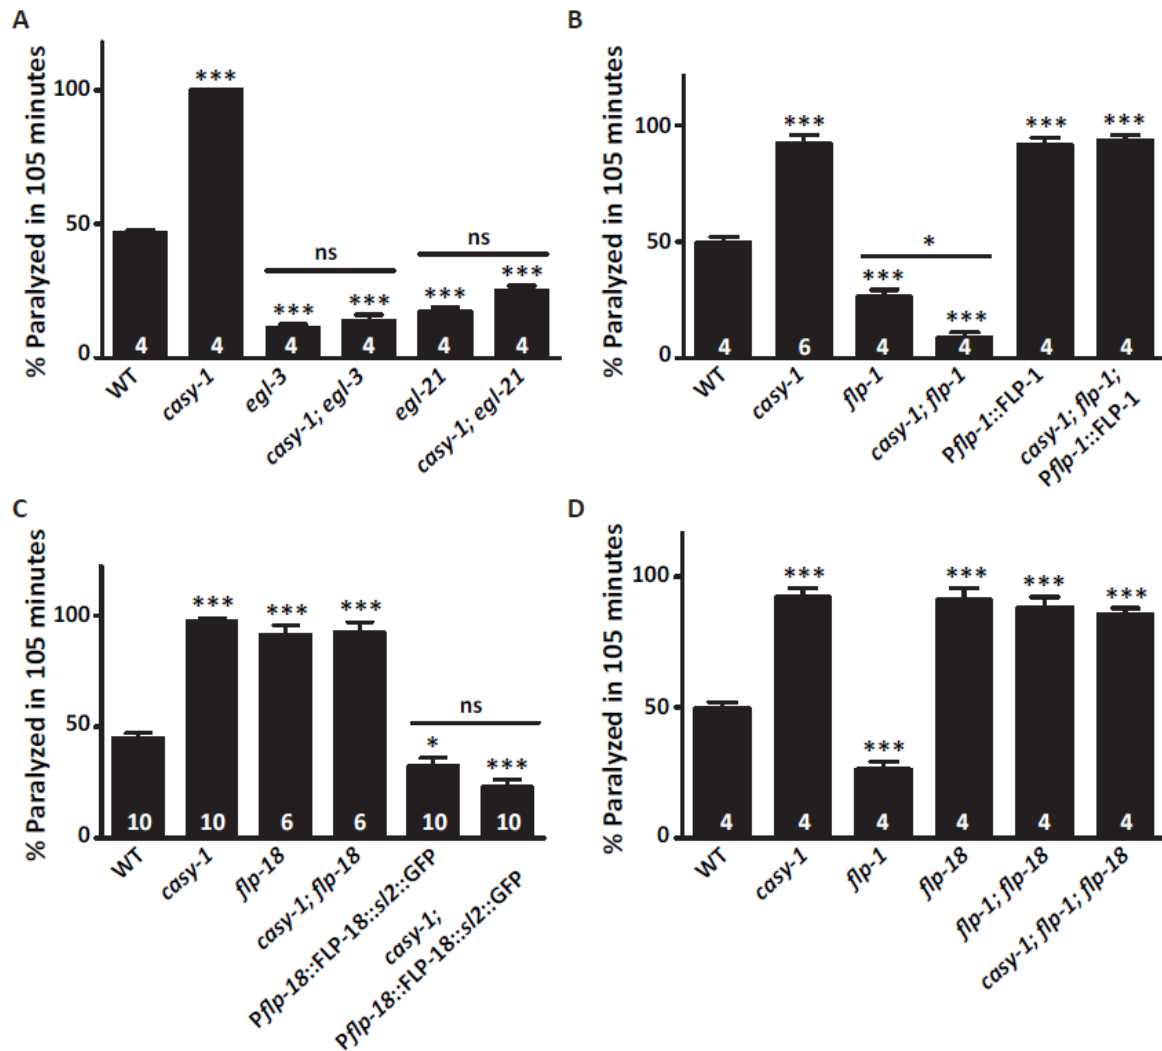 A
% Paralyzed in 105 minutes
100
50
0
***
ns
ns
***
***
***
***
4
4
4
4
4
4
WT
casy-1
egl-3
casy-1; egl-3
egl-21
casy-1; egl-21
B
% Paralyzed in 105 minutes
100
50
0
***
***
***
*
***
***
4
6
4
4
4
4
WT
casy-1
flp-1
casy-1; flp-1
Pflp-1::FLP-1
casy-1; flp-1;
Pflp-1::FLP-1
C
% Paralyzed in 105 minutes
100
50
0
***
***
***
ns
*
***
10
10
6
6
10
10
WT
casy-1
flp-18
casy-1; flp-18
Pflp-18::FLP-18::sl2::GFP
casy-1;
Pflp-18::FLP-18::sl2::GFP
D
% Paralyzed in 105 minutes
100
50
0
***
***
***
***
***
4
4
4
4
4
4
WT
casy-1
flp-1
flp-18
flp-1; flp-18
casy-1; flp-1; flp-18